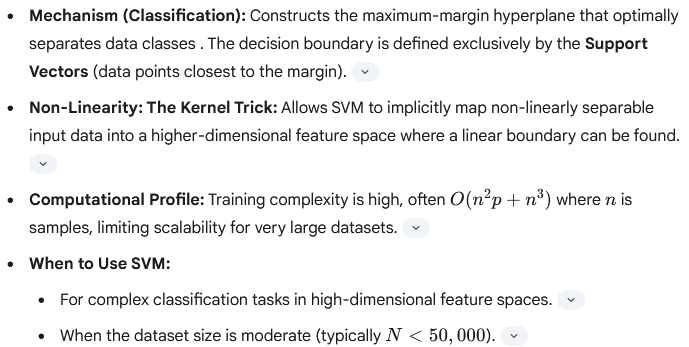 • Mechanism (Classification): Constructs the maximum-margin hyperplane that optimally
separates data classes . The decision boundary is defined exclusively by the Support
Vectors (data points closest to the margin).
• Non-Linearity: The Kernel Trick: Allows SVM to implicitly map non-linearly separable
input data into a higher-dimensional feature space where a linear boundary can be found.
• Computational Profile: Training complexity is high, often O(n²p + n³) where n is
samples, limiting scalability for very large datasets.
• When to Use SVM:
• For complex classification tasks in high-dimensional feature spaces.
• When the dataset size is moderate (typically N < 50, 000).